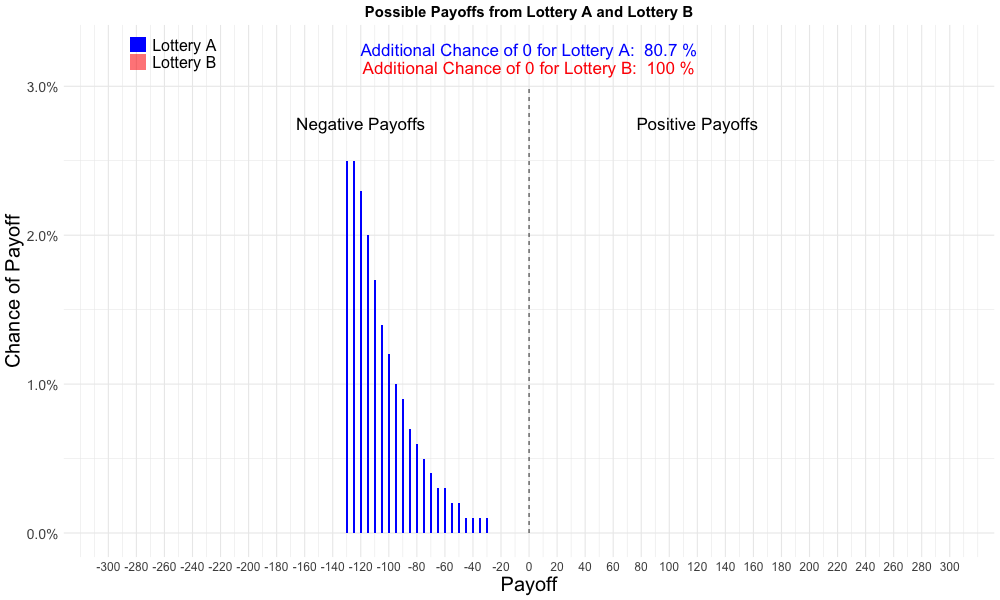 Possible Payoffs from Lottery A and Lottery B
Lottery A
Lottery B
Additional Chance of 0 for Lottery A: 80.7 %
Additional Chance of 0 for Lottery B: 100 %
Negative Payoffs
Positive Payoffs
Chance of Payoff
3.0%
2.0%
1.0%
0.0%
-300 -280 -260 -240 -220 -200 -180 -160 -140 -120 -100 -80 -60 -40 -20 0 20 40 60 80 100 120 140 160 180 200 220 240 260 280 300
Payoff